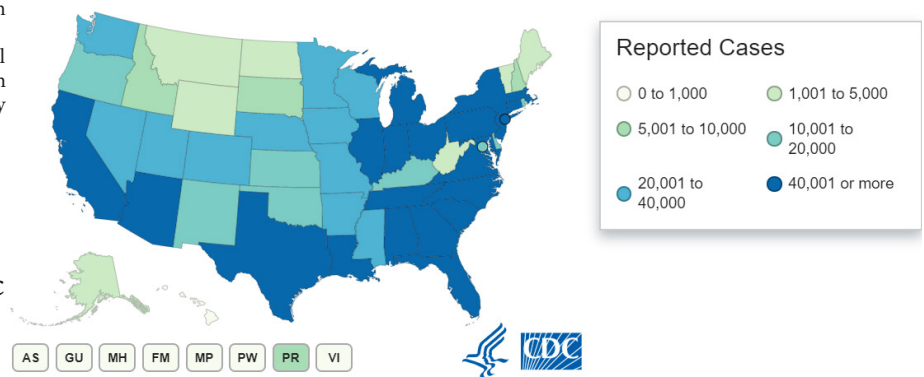 n
l
n
y
C
Reported Cases
0 to 1,000
1,001 to 5,000
5,001 to 10,000
10,001 to
20,000
20,001 to
40,000
40,001 or more
AS GU MH FM MP PW PR VI
CDC